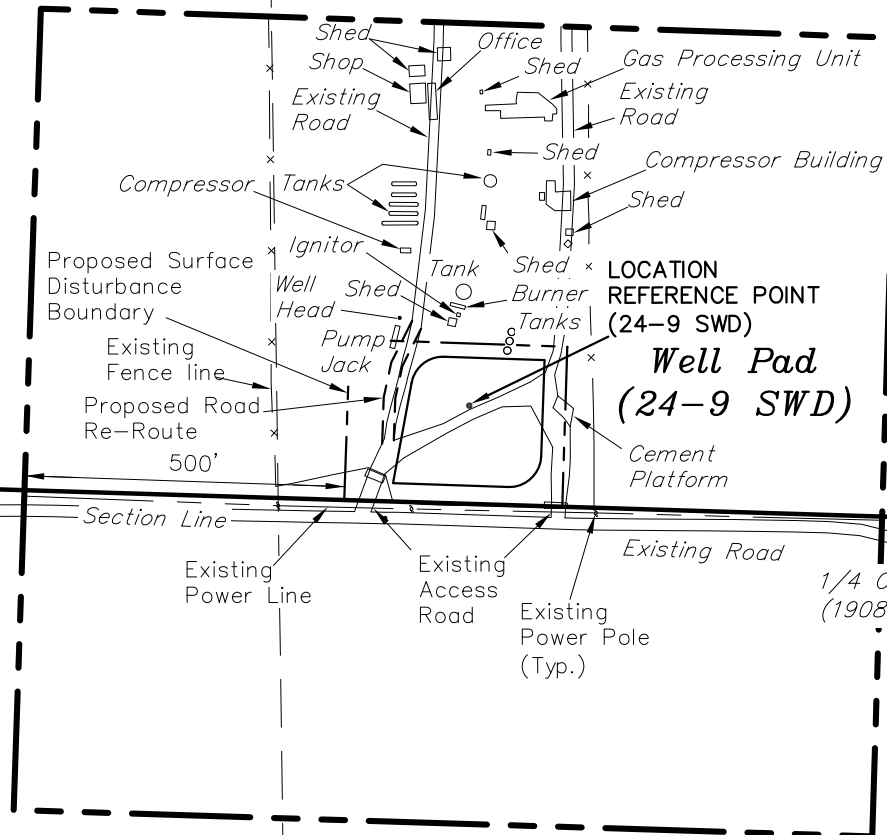 Shed
Office
Shop
Shed
Gas Processing Unit
Existing
Road
Existing
Road
Shed
Compressor Building
Compressor
Tanks
Shed
Ignitor
Proposed Surface
Disturbance
Boundary
Tank
Shed
LOCATION
REFERENCE POINT
(24-9 SWD)
Well
Head
Shed
Burner
Tanks
Pump
Jack
Well Pad
(24-9 SWD)
Existing
Fence line
Proposed Road
Re-Route
Cement
Platform
500'
Section Line
Existing Road
Existing
Power Line
Existing
Access
Road
Existing
Power Pole
(Typ.)
1/4
(1908